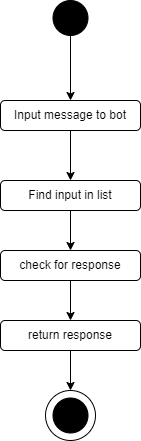 Input message to bot
Find input in list
check for response
return response